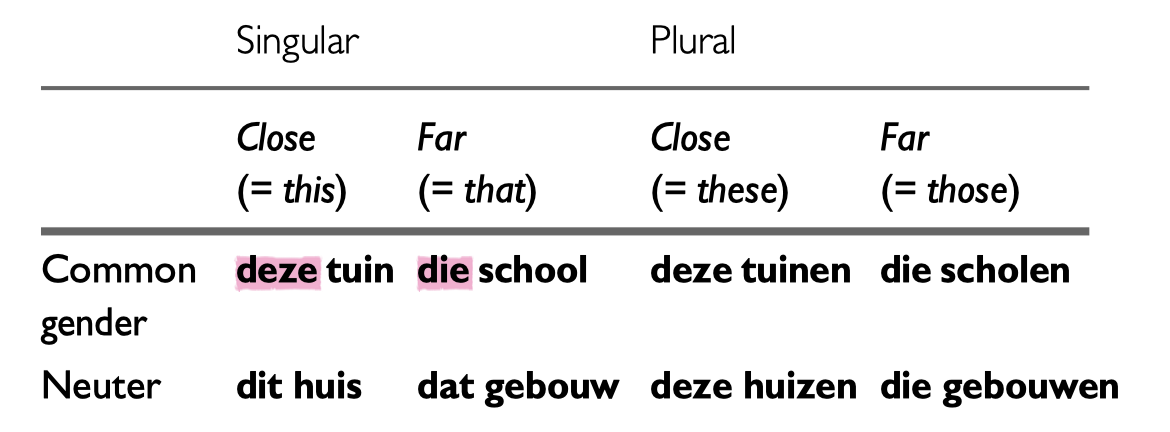 Singular Plural
Close Far Close Far
(= this) (= that) (= these) (= those)
Common deze tuin die school deze tuinen die scholen
gender
Neuter dit huis dat gebouw deze huizen die gebouwen